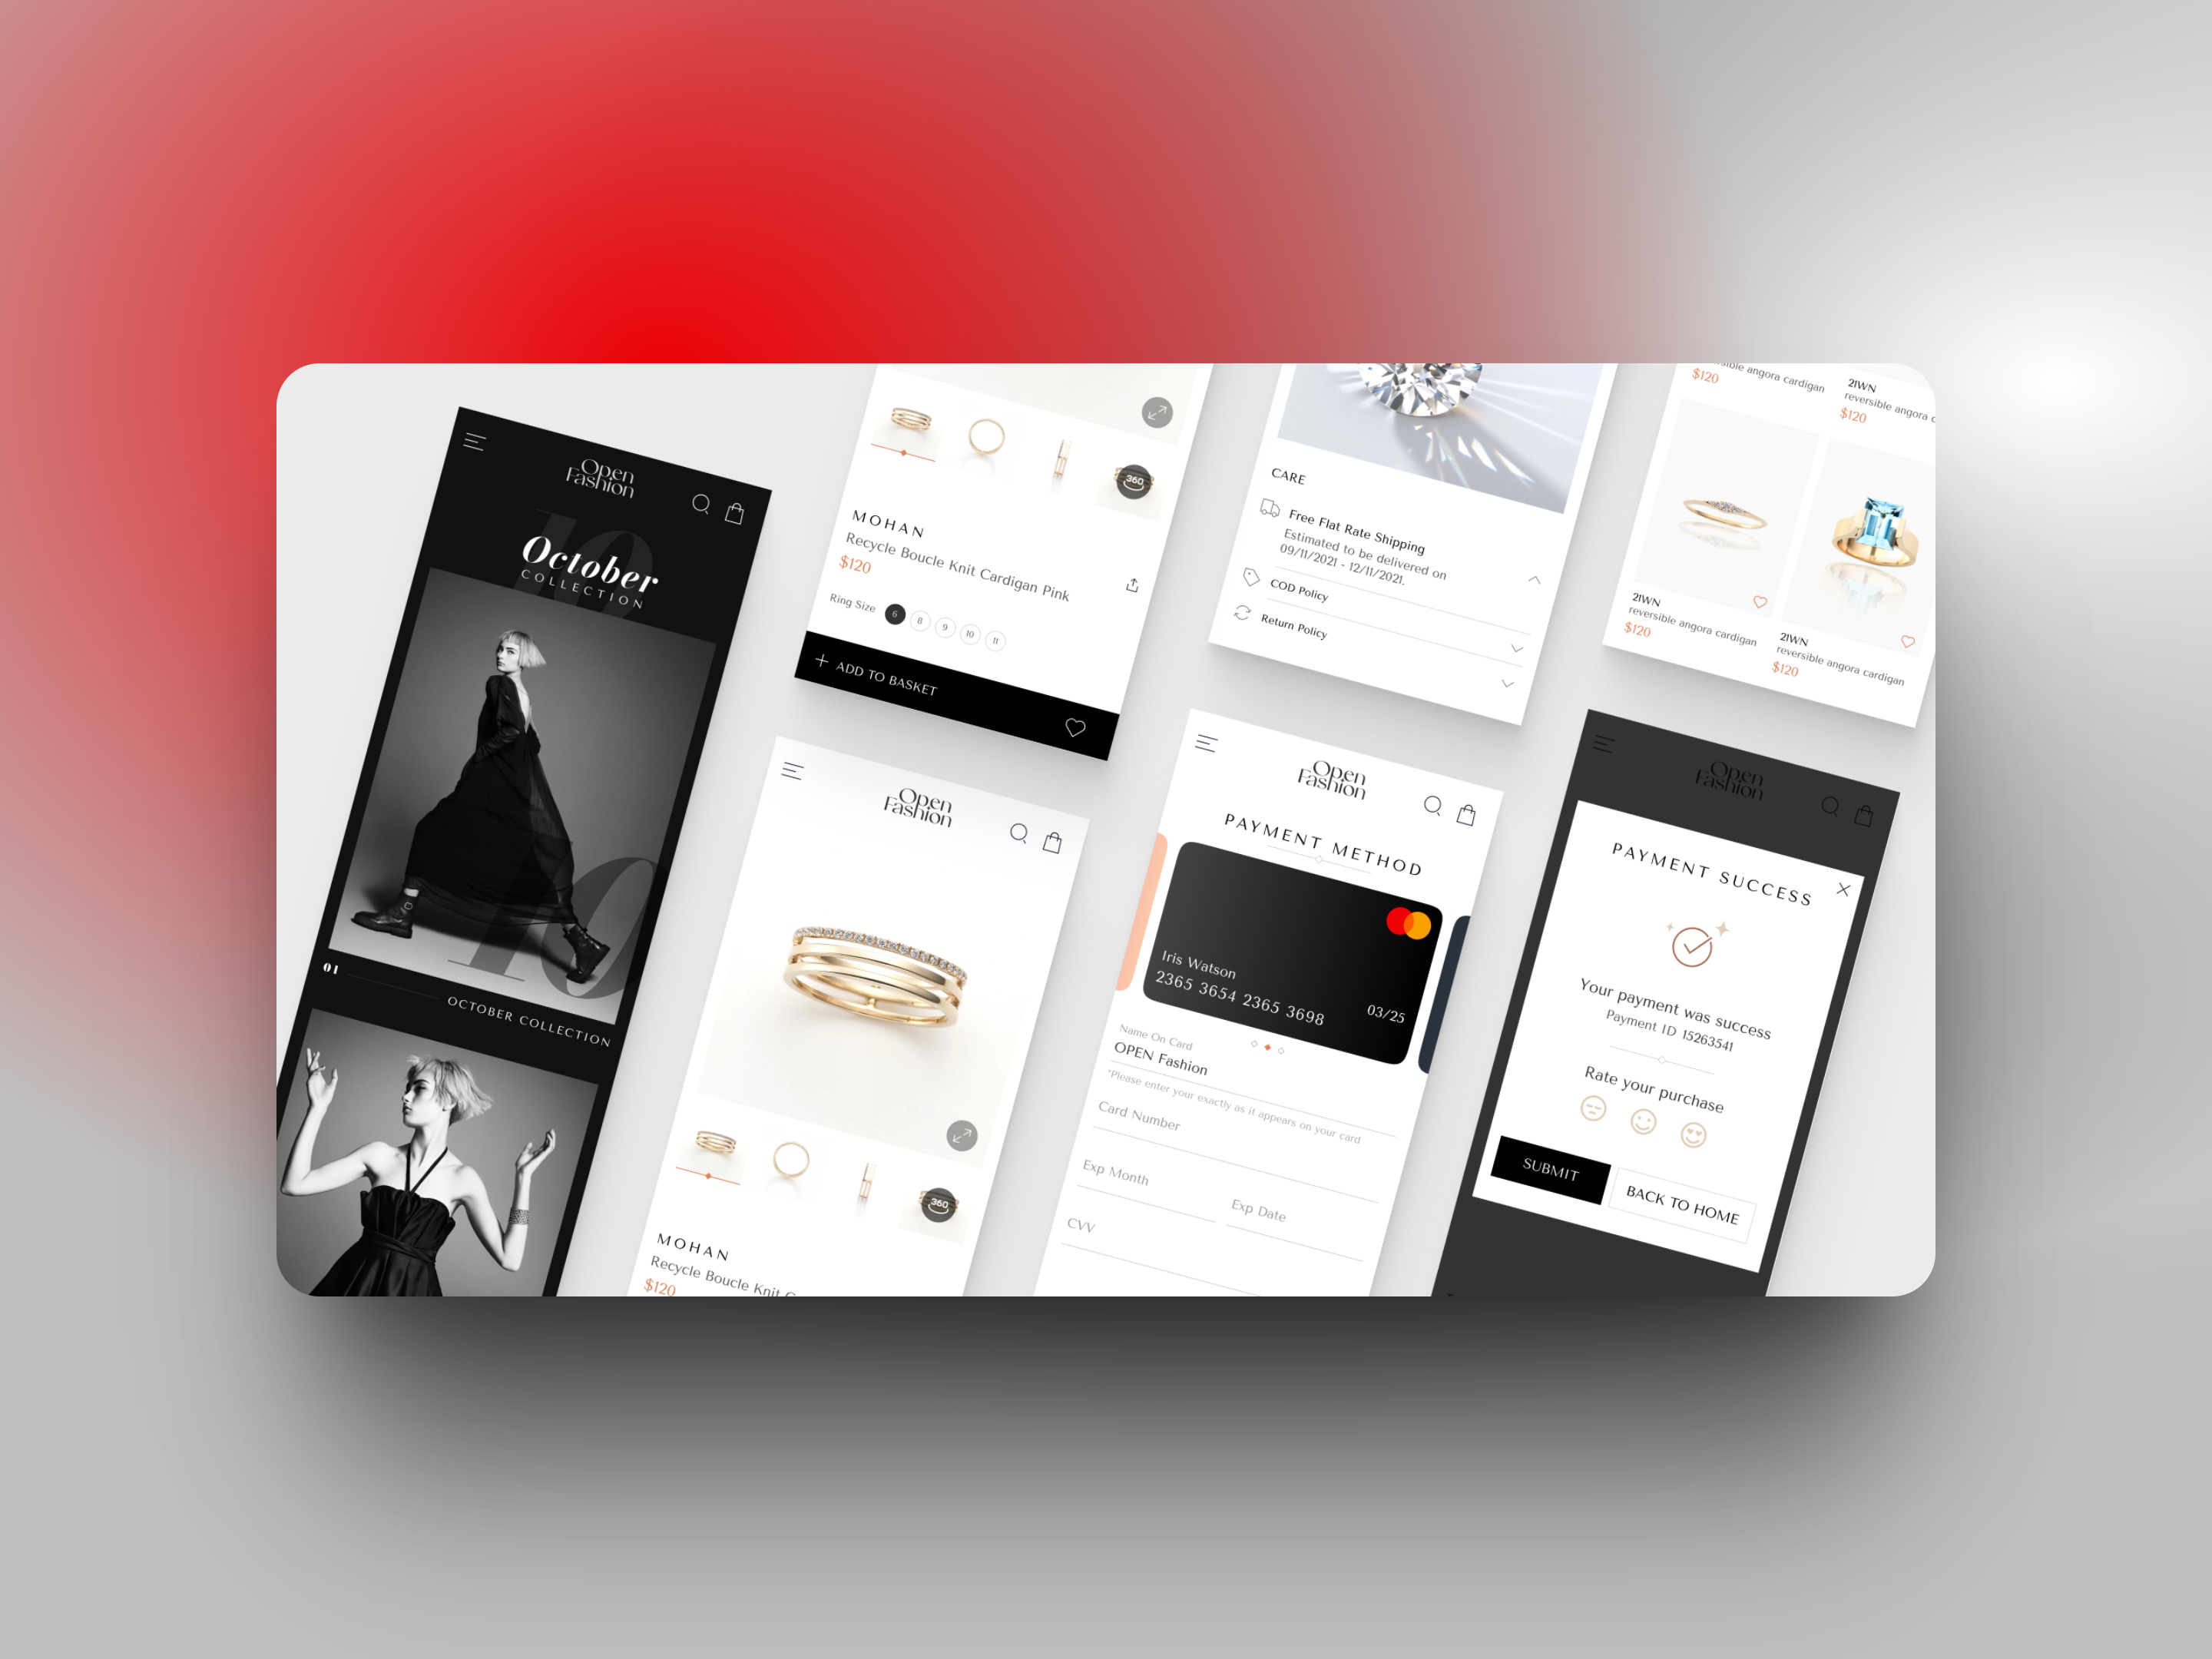 Open
Fashion
10
October
COLLECTION
10
01
OCTOBER COLLECTION
360
MOHAN
Recycle Boucle Knit Cardigan Pink
$120
Ring Size 6 8 9 10 11
+ ADD TO BASKET
Open
Fashion
360
MOHAN
Recycle Boucle Knit
$120
CARE
Free Flat Rate Shipping
Estimated to be delivered on
09/11/2021 - 12/11/2021.
COD Policy
Return Policy
Open
Fashion
PAYMENT METHOD
Iris Watson
2365 3654 2365 3698
03/25
Name On Card
OPEN Fashion
*Please enter your exactly as it appears on your card
Card Number
Exp Month
Exp Date
CVV
angora cardigan
$120
21WN
reversible angora
$120
21WN
reversible angora cardigan
$120
21WN
reversible angora cardigan
$120
Open
Fashion
PAYMENT SUCCESS
Your payment was success
Payment ID 15263541
Rate your purchase
SUBMIT
BACK TO HOME